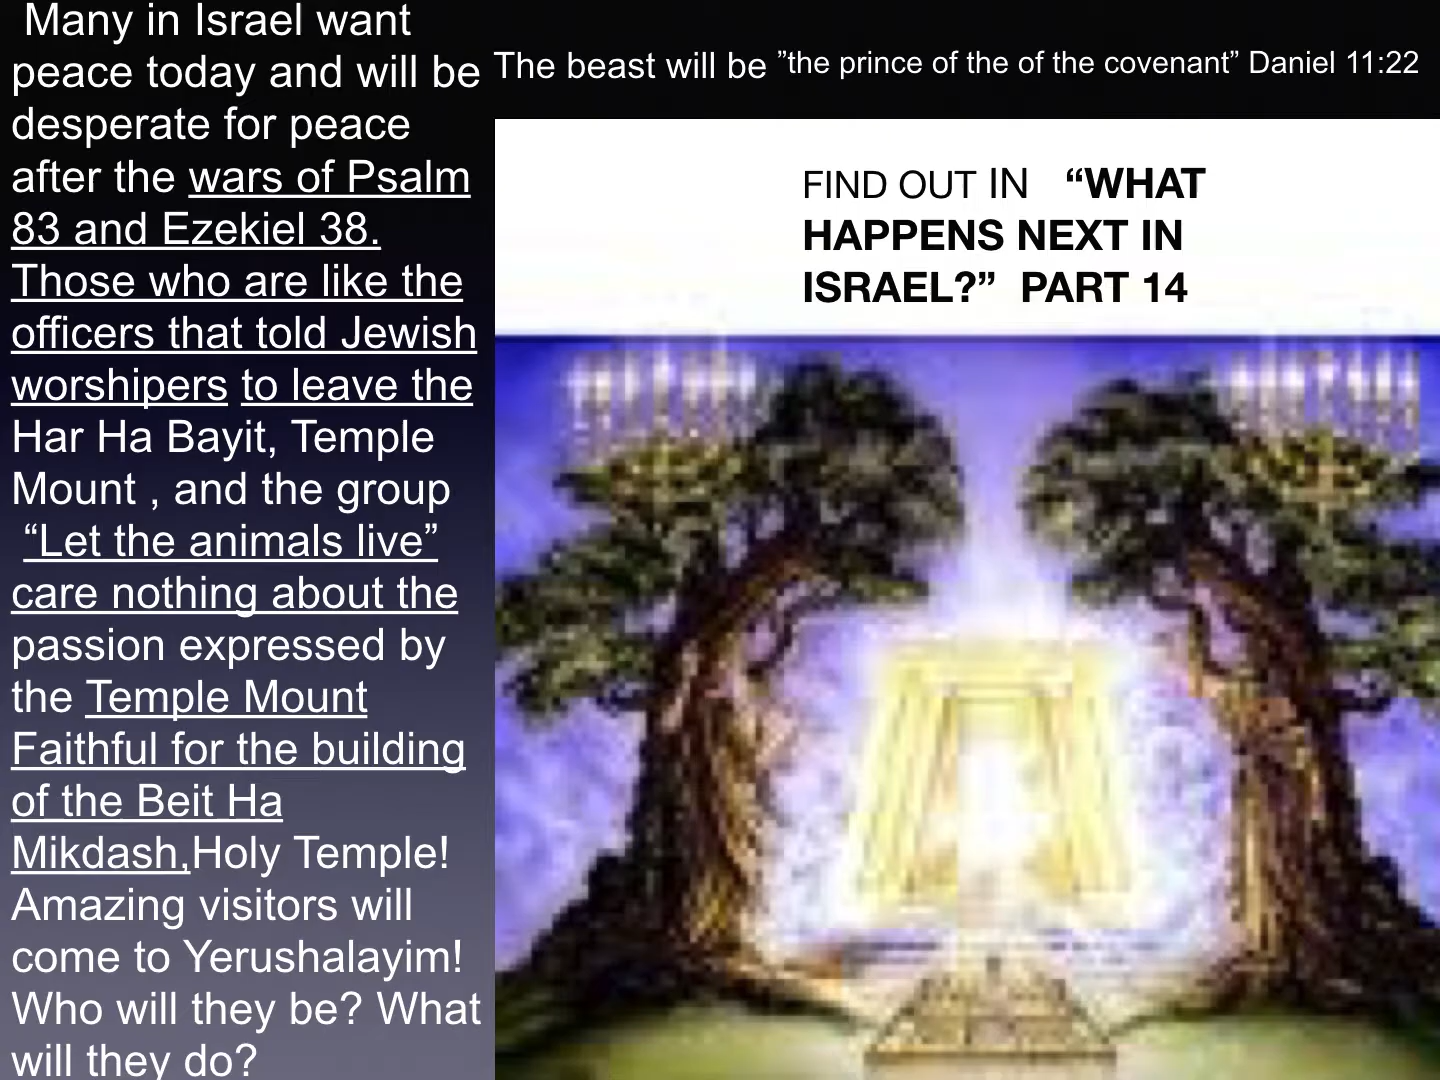 Many in Israel want
peace today and will be
desperate for peace
after the wars of Psalm
83 and Ezekiel 38.
Those who are like the
officers that told Jewish
worshipers to leave the
Har Ha Bayit, Temple
Mount , and the group
“Let the animals live”
care nothing about the
passion expressed by
the Temple Mount
Faithful for the building
of the Beit Ha
Mikdash,Holy Temple!
Amazing visitors will
come to Yerushalayim!
Who will they be? What
will they do?
The beast will be ”the prince of the of the covenant” Daniel 11:22
FIND OUT IN “WHAT
HAPPENS NEXT IN
ISRAEL?” PART 14